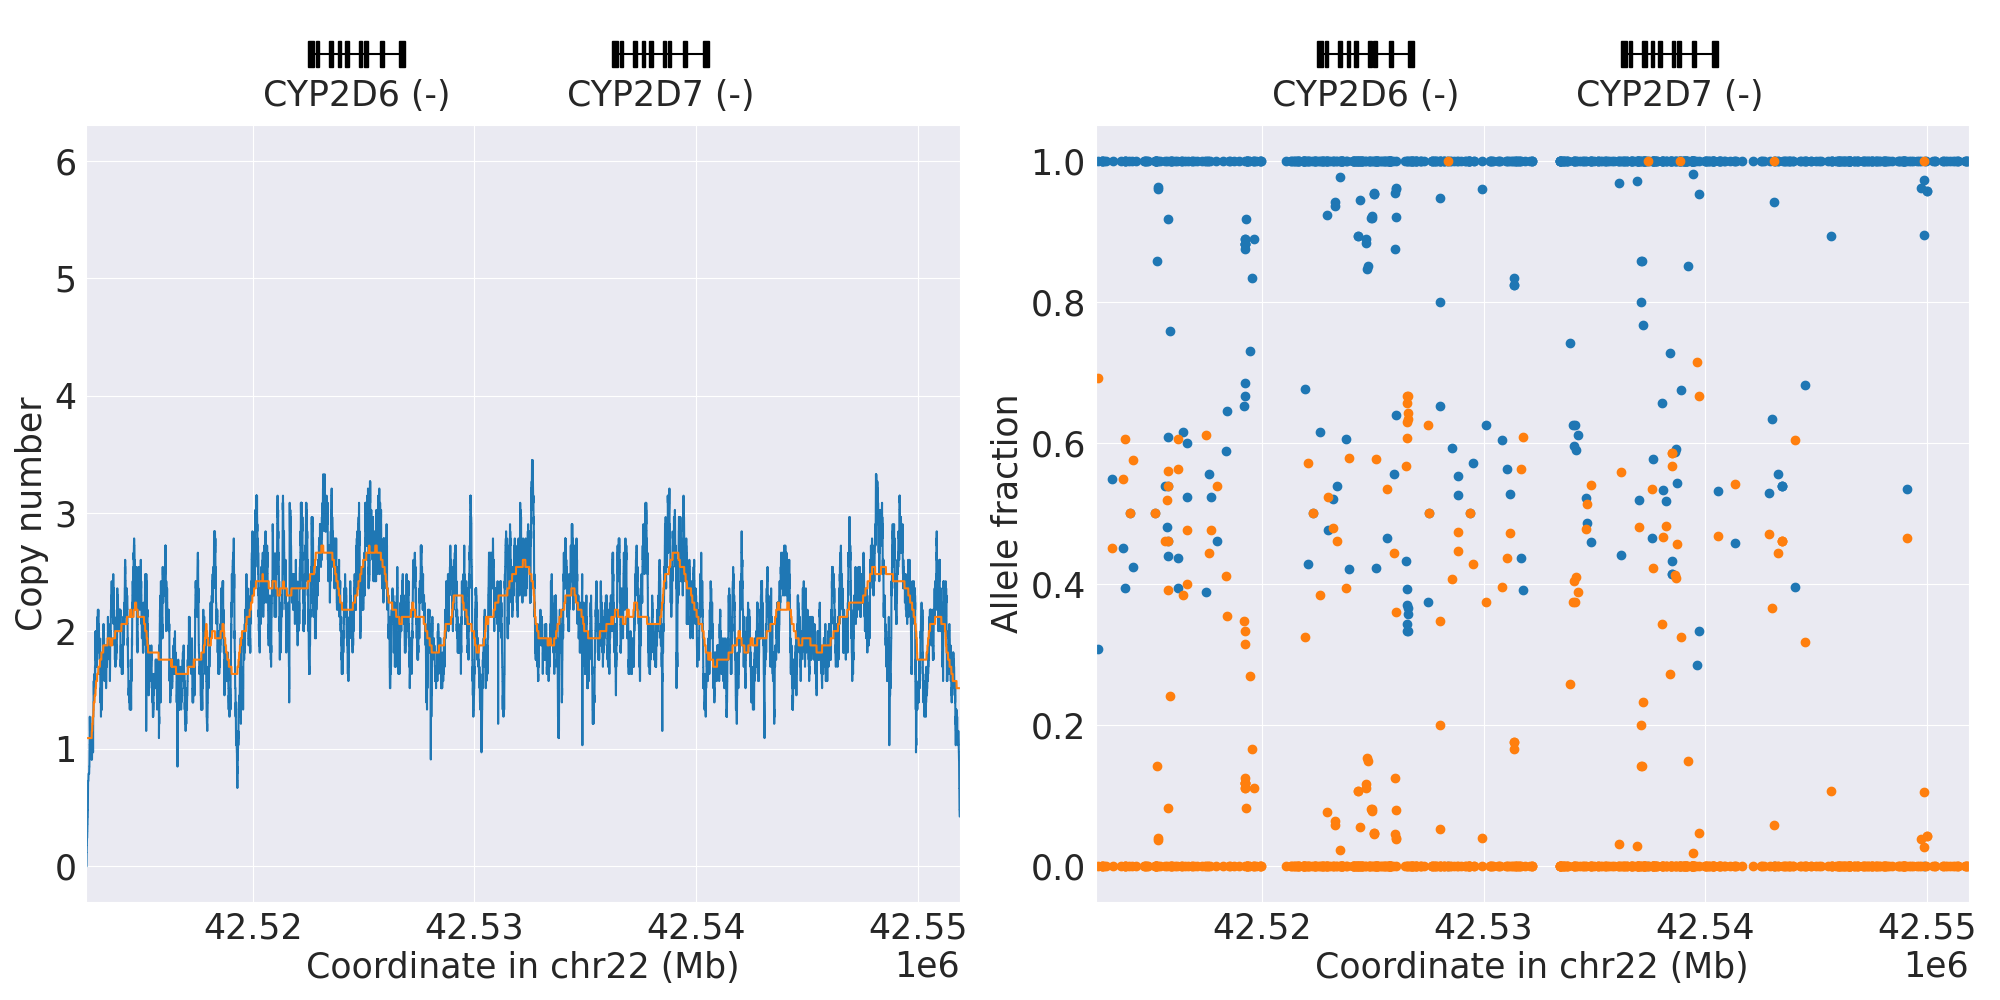 CYP2D6 (-)
CYP2D7 (-)
6
5
4
3
2
1
0
Copy number
42.52
42.53
42.54
42.55
Coordinate in chr22 (Mb)
1e6
CYP2D6 (-)
CYP2D7 (-)
1.0
0.8
0.6
0.4
0.2
0.0
Allele fraction
42.52
42.53
42.54
42.55
Coordinate in chr22 (Mb)
1e6